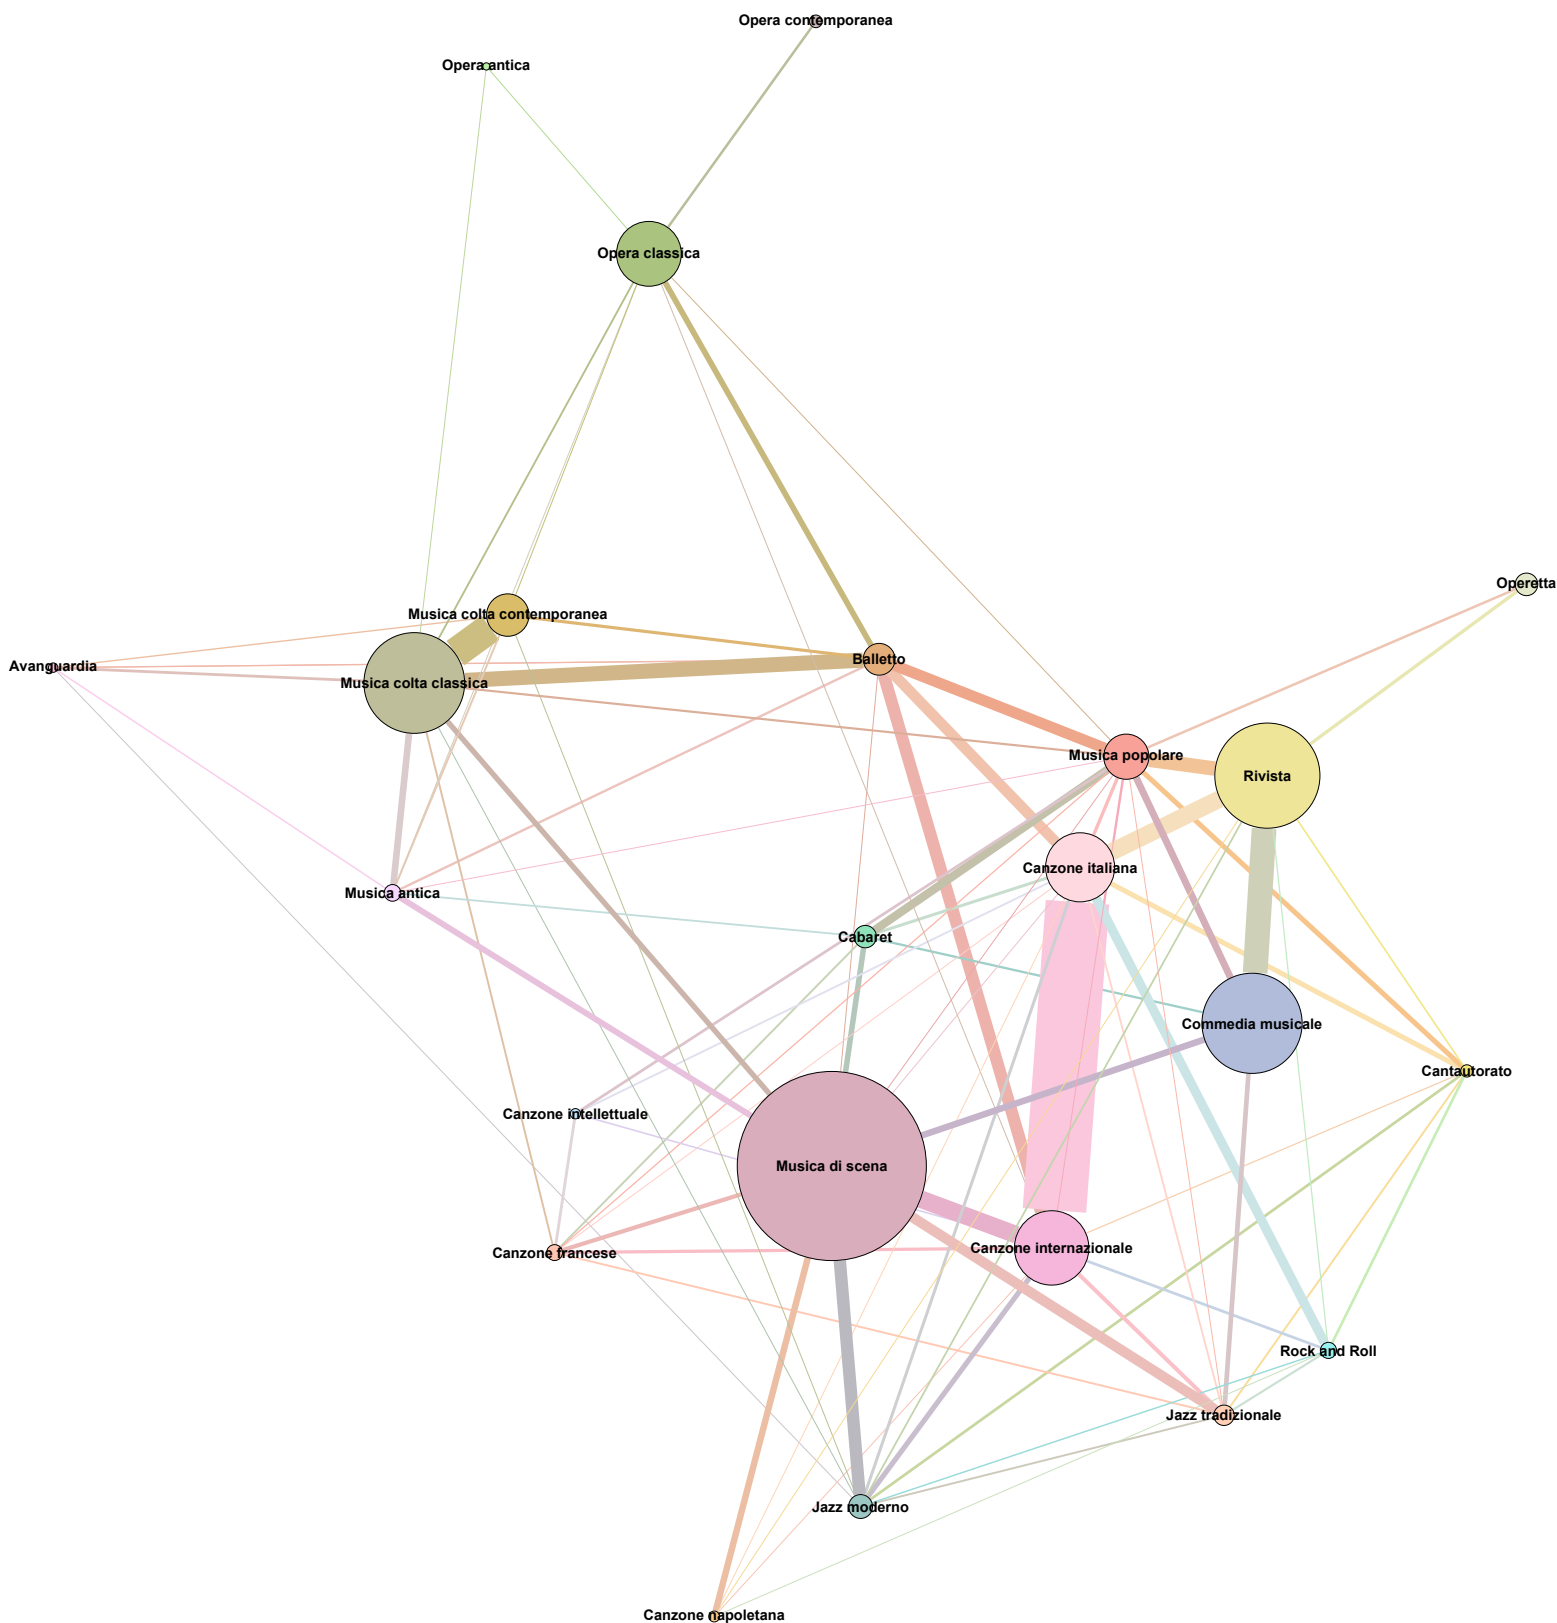 Opera contemporanea
Opera antica
Opera classica
Operetta
Musica colta contemporanea
Balletto
Avanguardia
Musica colta classica
Musica popolare
Rivista
Canzone italiana
Musica antica
Cabaret
Commedia musicale
Cantautorato
Canzone intellettuale
Musica di scena
Canzone internazionale
Canzone francese
Rock and Roll
Jazz tradizionale
Jazz moderno
Canzone napoletana